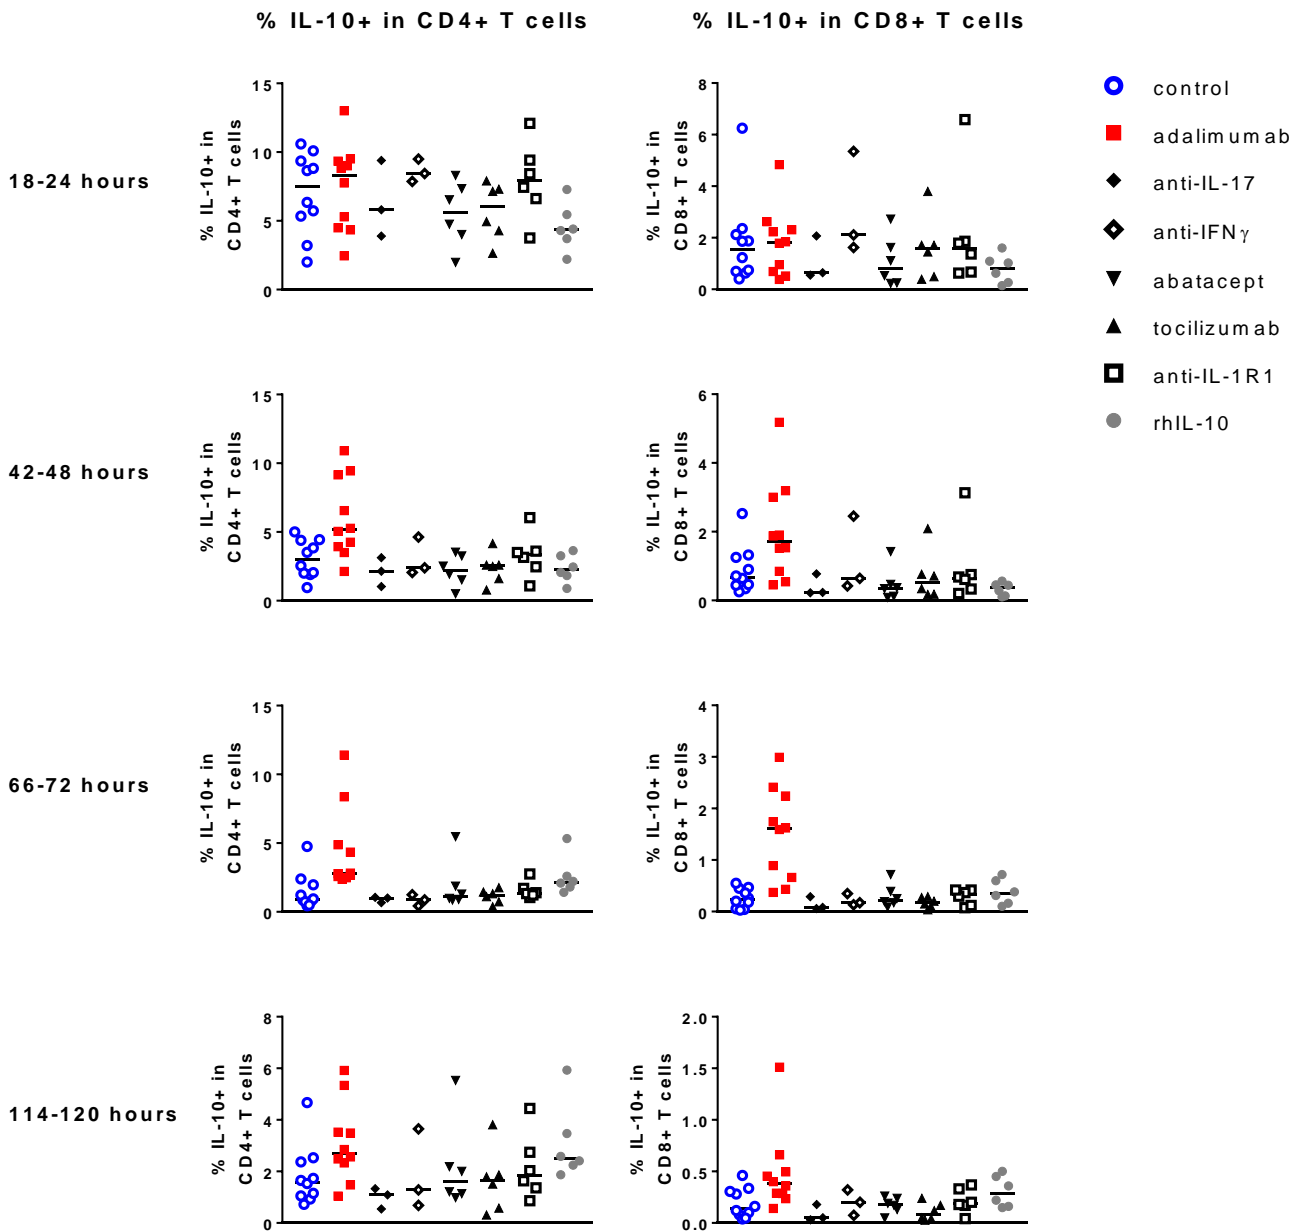 % IL-10+ in CD4+ T cells
% IL-10+ in CD8+ T cells
18-24 hours
% IL-10+ in
CD4+ T cells
15
10
5
0
% IL-10+ in
CD8+ T cells
8
6
4
2
0
control
adalimumab
anti-IL-17
anti-IFNγ
abatacept
tocilizumab
anti-IL-1R1
rhIL-10
42-48 hours
% IL-10+ in
CD4+ T cells
15
10
5
0
% IL-10+ in
CD8+ T cells
6
4
2
0
66-72 hours
% IL-10+ in
CD4+ T cells
15
10
5
0
% IL-10+ in
CD8+ T cells
4
3
2
1
0
114-120 hours
% IL-10+ in
CD4+ T cells
8
6
4
2
0
% IL-10+ in
CD8+ T cells
2.0
1.5
1.0
0.5
0.0